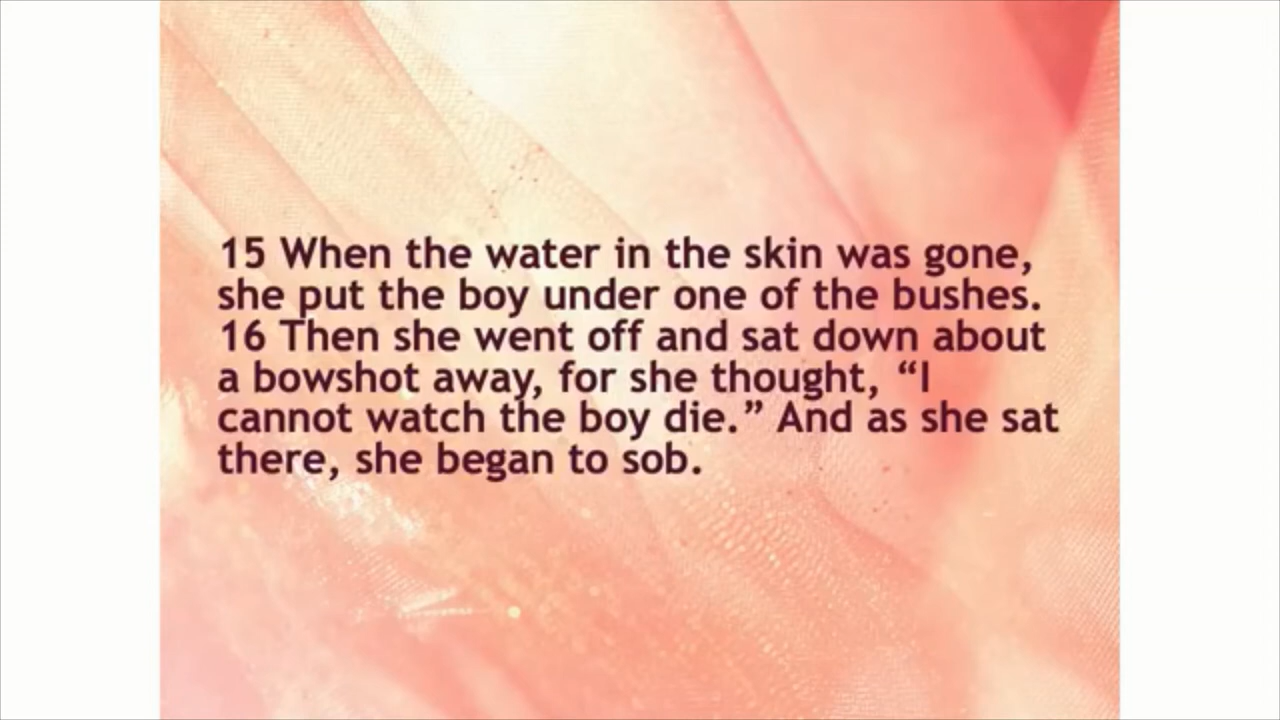 15 When the water in the skin was gone,
she put the boy under one of the bushes.
16 Then she went off and sat down about
a bowshot away, for she thought, “I
cannot watch the boy die.” And as she sat
there, she began to sob.